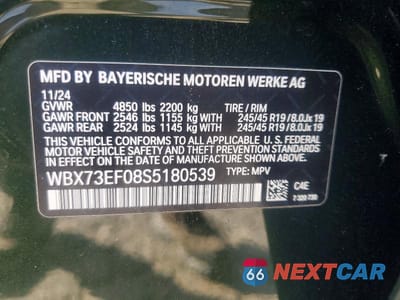 MFD BY BAYERISCHE MOTOREN WERKE AG
11/24
GVWR 4850 lbs 2200 kg TIRE / RIM
GAWR FRONT 2546 lbs 1155 kg 245/45 R19/8.0Jx19
GAWR REAR 2524 lbs 1145 kg 245/45 R19/8.0Jx19
This vehicle conforms to all applicable U.S. Federal
Motor Vehicle Safety and Theft Prevention Standards
in effect on the date of manufacture shown above.
WBX73EF08S5180539 TYPE: MPV
C4E
7 320 730
66 NEXTCAR